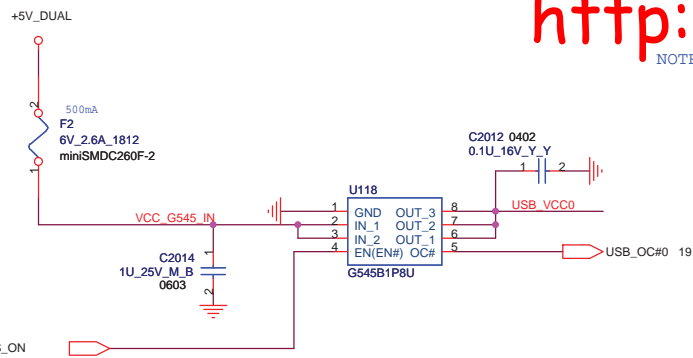 +5V_DUAL
http:
NOTE
2
500mA
F2
6V_2.6A_1812
miniSMDC260F-2
1
C2012 0402
0.1U_16V_Y_Y
1 2
U118
1 GND OUT_3 8 USB_VCC0
VCC_G545_IN 2 IN_1 OUT_2 7
3 IN_2 OUT_1 6
4 EN(EN#) OC# 5 USB_OC#0 19
G545B1P8U
1
C2014
1U_25V_M_B
0603
2
_ON